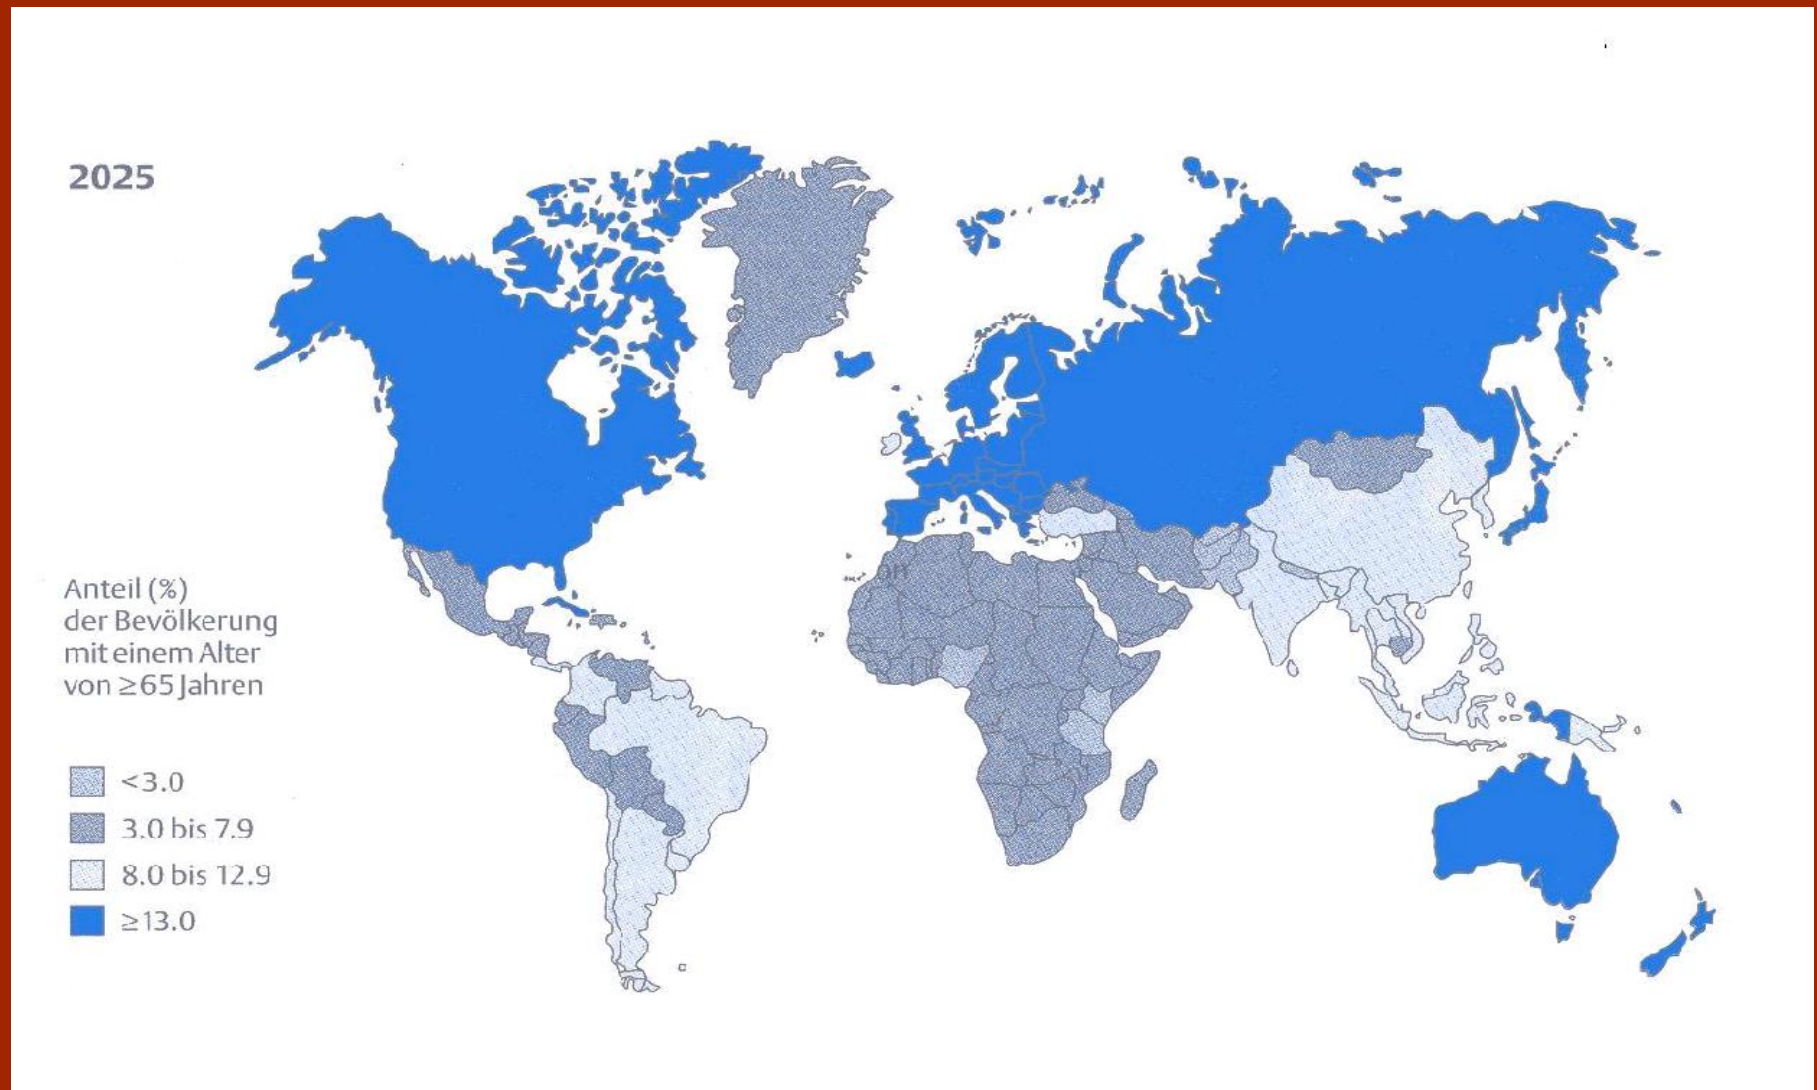 2025
Anteil (%)
der Bevölkerung
mit einem Alter
von ≥65 Jahren
<3.0
3.0 bis 7.9
8.0 bis 12.9
≥13.0
on